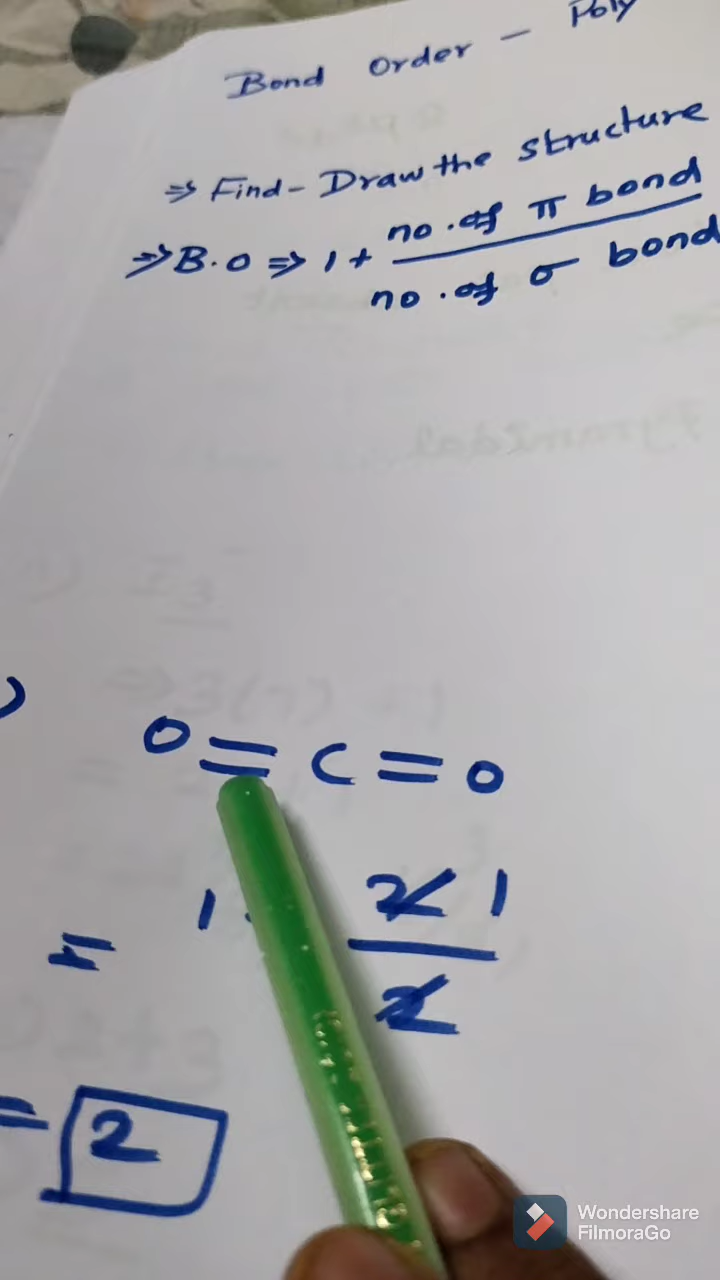 Bond Order - Poly
⇒ Find - Draw the structure
⇒ B.O ⇒ 1 + no. of π bond
no. of σ bond
)
O = C = O
= 1 2 1
2
= 2
Wondershare
FilmoraGo